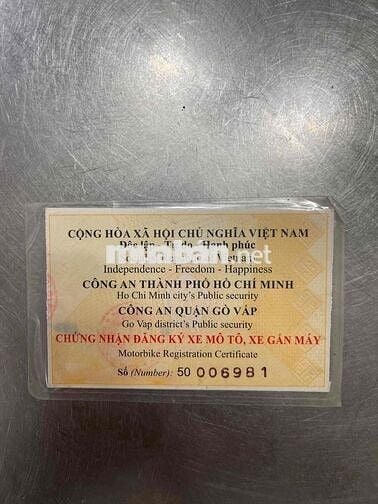 CỘNG HÒA XÃ HỘI CHỦ NGHĨA VIỆT NAM
Độc lập - Tự do - Hạnh phúc
muaban.net
Independence - Freedom - Happiness
CÔNG AN THÀNH PHỐ HỒ CHÍ MINH
Ho Chi Minh city's Public security
CÔNG AN QUẬN GÒ VẤP
Go Vap district's Public security
CHỨNG NHẬN ĐĂNG KÝ XE MÔ TÔ, XE GẮN MÁY
Motorbike Registration Certificate
Số (Number): 50 006981